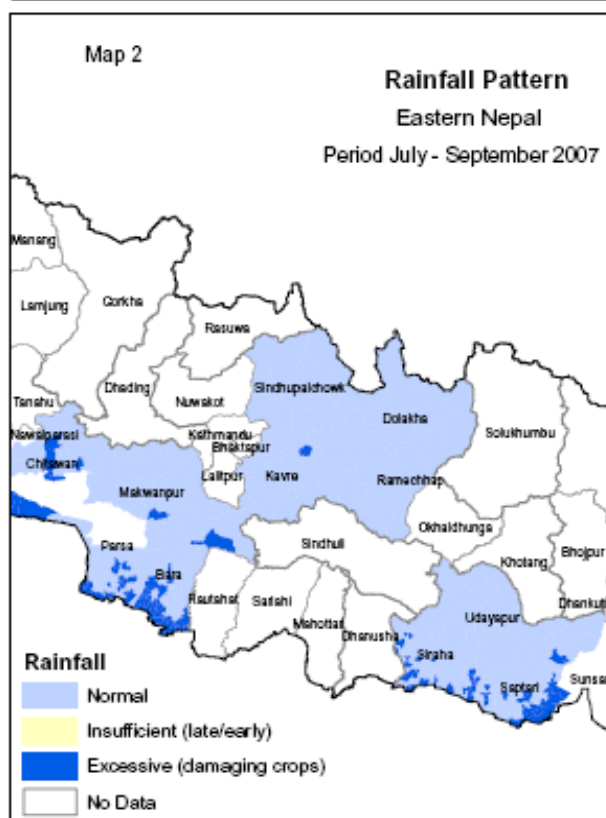 Map 2
Rainfall Pattern
Eastern Nepal
Period July - September 2007
Manang
Lamjung
Gorkha
Rasuwa
Tanahu
Dhading
Nuwakot
Sindhupalchowk
Dolakha
Solukhumbu
Nawalparasi
Kathmandu
Bhaktapur
Chitawan
Lalitpur
Kavre
Ramechhap
Makwanpur
Okhaldhunga
Parsa
Sindhuli
Khotang
Bhojpur
Bara
Dhankuta
Rautahat
Sarlahi
Mahottari
Dhanusha
Udayapur
Siraha
Saptari
Sunsari
Rainfall
Normal
Insufficient (late/early)
Excessive (damaging crops)
No Data